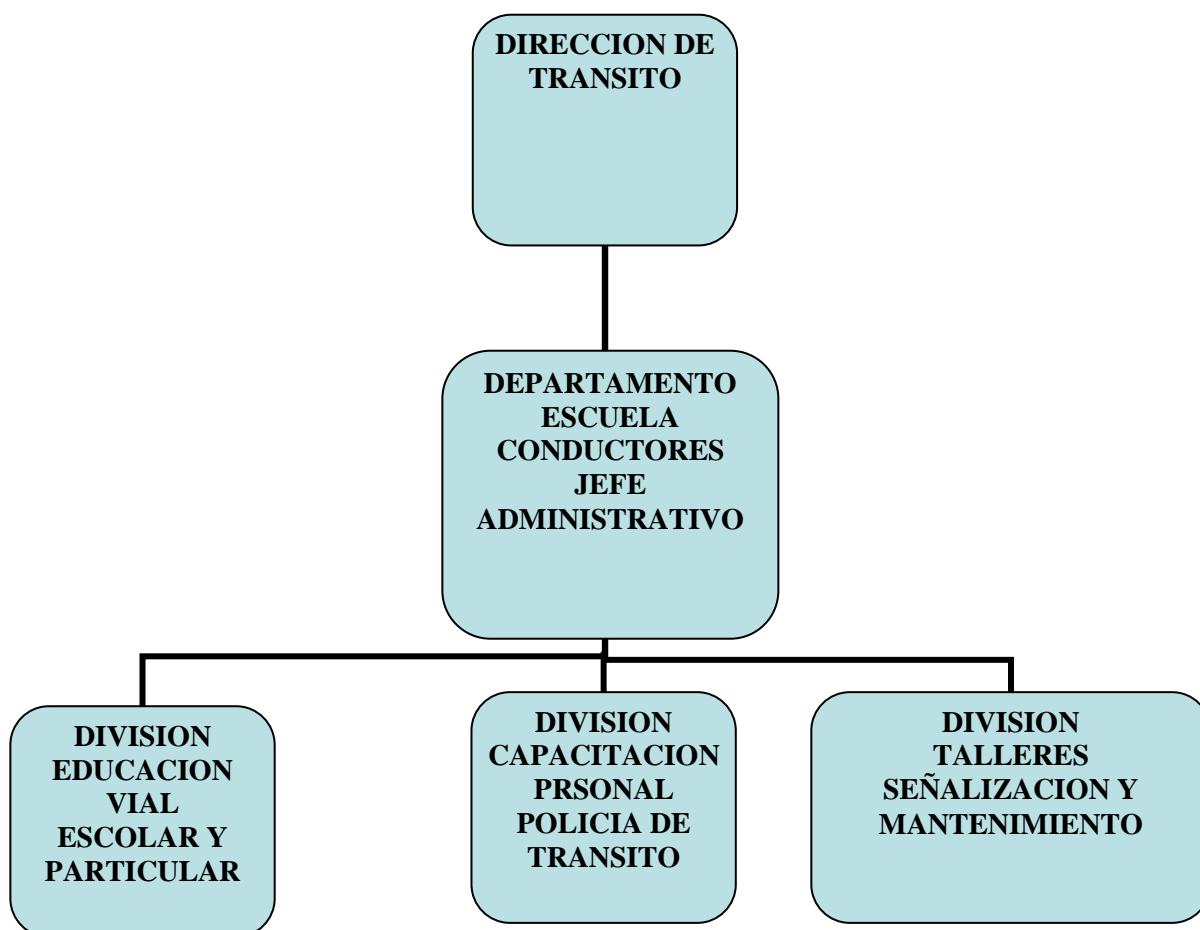 DIRECCION DE
TRANSITO
DEPARTAMENTO
ESCUELA
CONDUCTORES
JEFE
ADMINISTRATIVO
DIVISION
EDUCACION
VIAL
ESCOLAR Y
PARTICULAR
DIVISION
CAPACITACION
PRSONAL
POLICIA DE
TRANSITO
DIVISION
TALLERES
SEÑALIZACION Y
MANTENIMIENTO